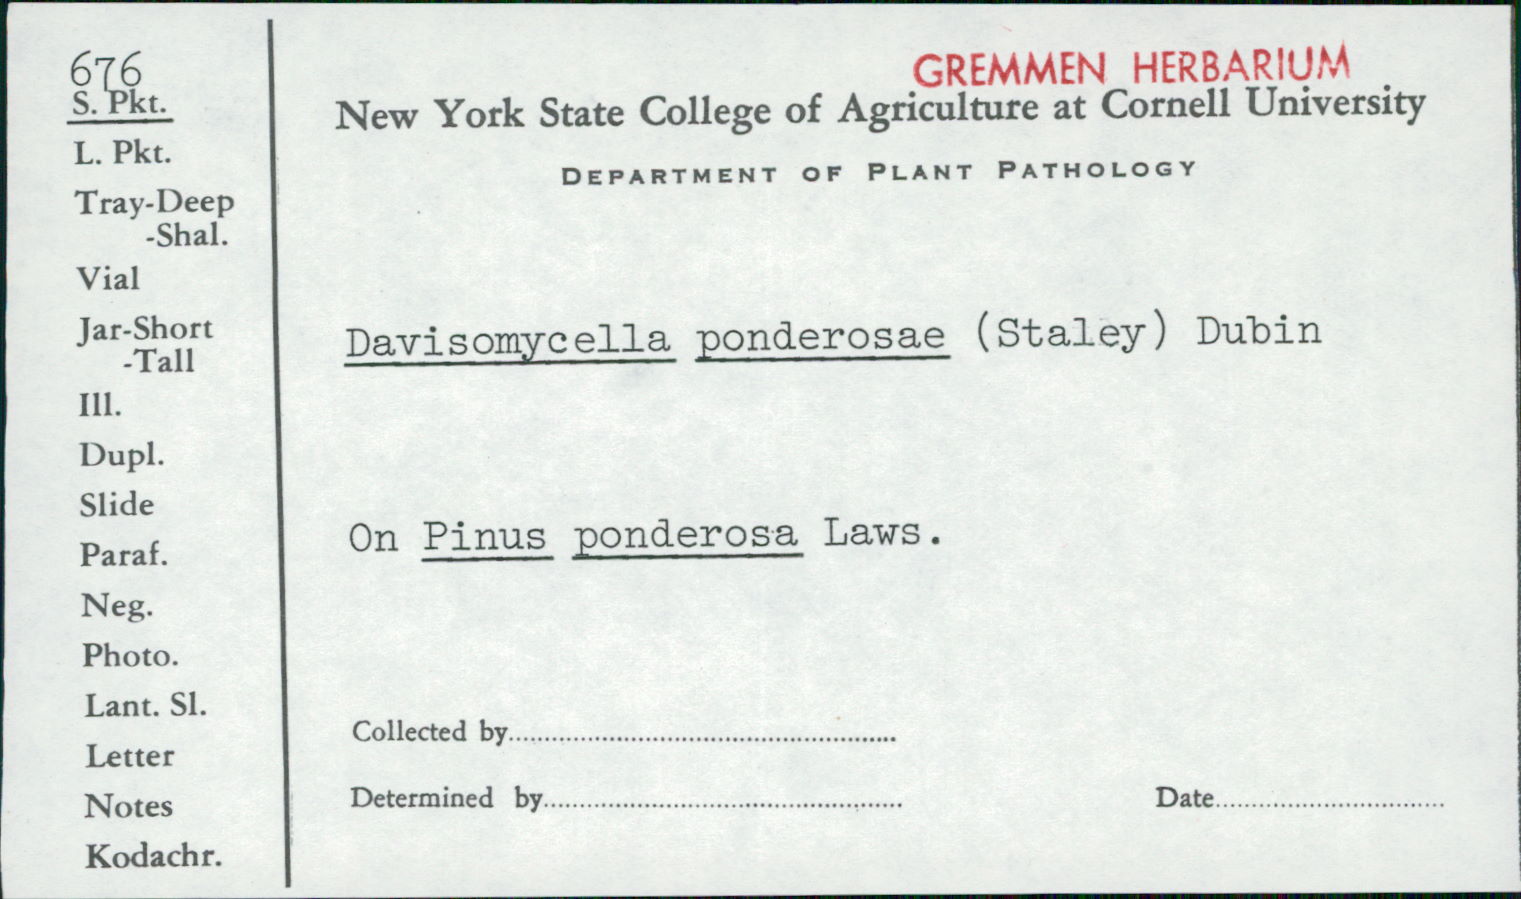 676
S. Pkt.
L. Pkt.
Tray-Deep
-Shal.
Vial
Jar-Short
-Tall
Ill.
Dupl.
Slide
Paraf.
Neg.
Photo.
Lant. Sl.
Letter
Notes
Kodachr.
GREMMEN HERBARIUM
New York State College of Agriculture at Cornell University
DEPARTMENT OF PLANT PATHOLOGY
Davisomycella ponderosae (Staley) Dubin
On Pinus ponderosa Laws.
Collected by
Determined by
Date